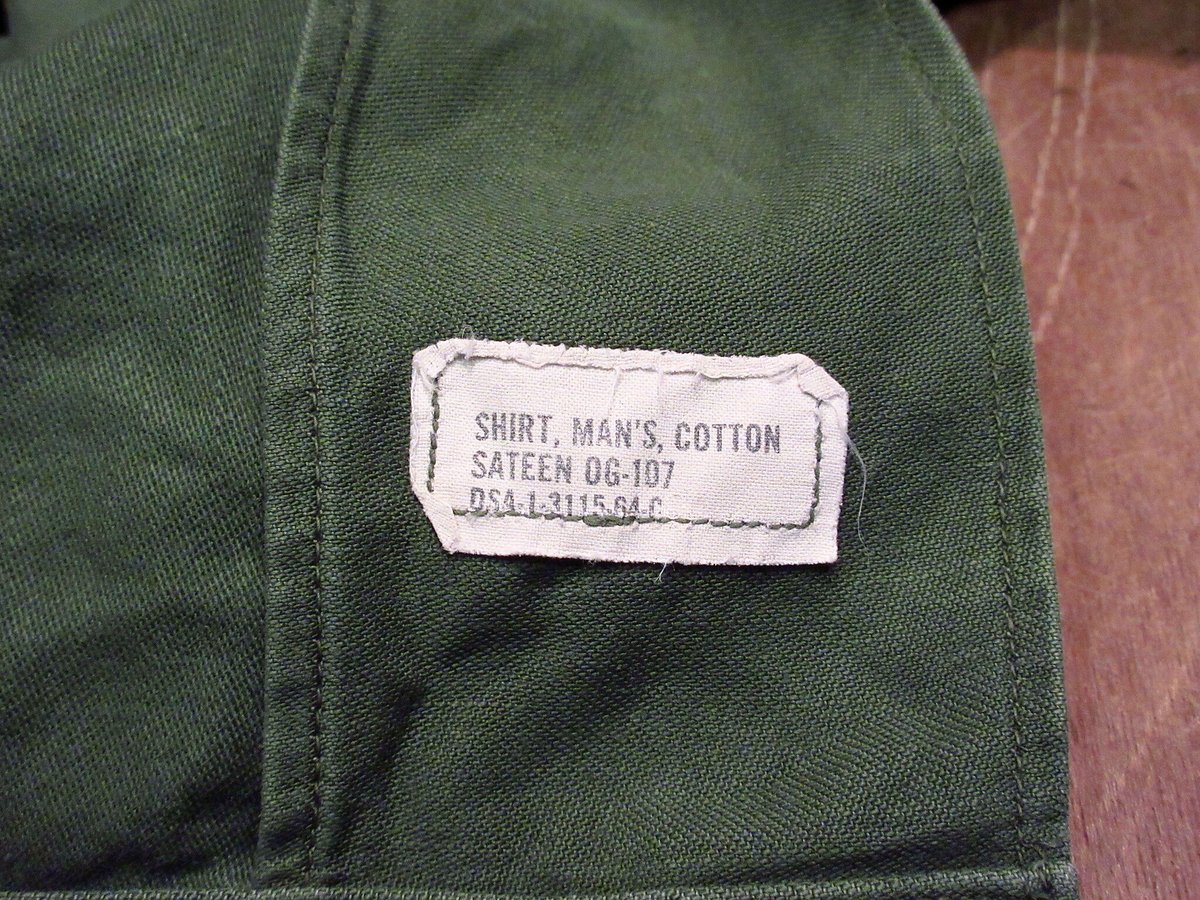 SHIRT, MAN'S, COTTON
SATEEN OG-107
DSA-1-3115-64-C